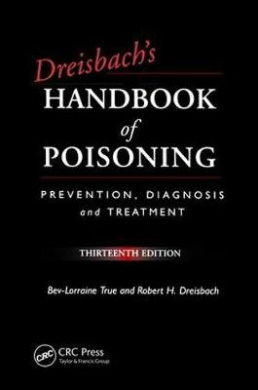 Dreisbach's
HANDBOOK
of
POISONING
PREVENTION, DIAGNOSIS
and TREATMENT
THIRTEENTH EDITION
Bev-Lorraine True and Robert H. Dreisbach
CRC
CRC Press
Taylor & Francis Group